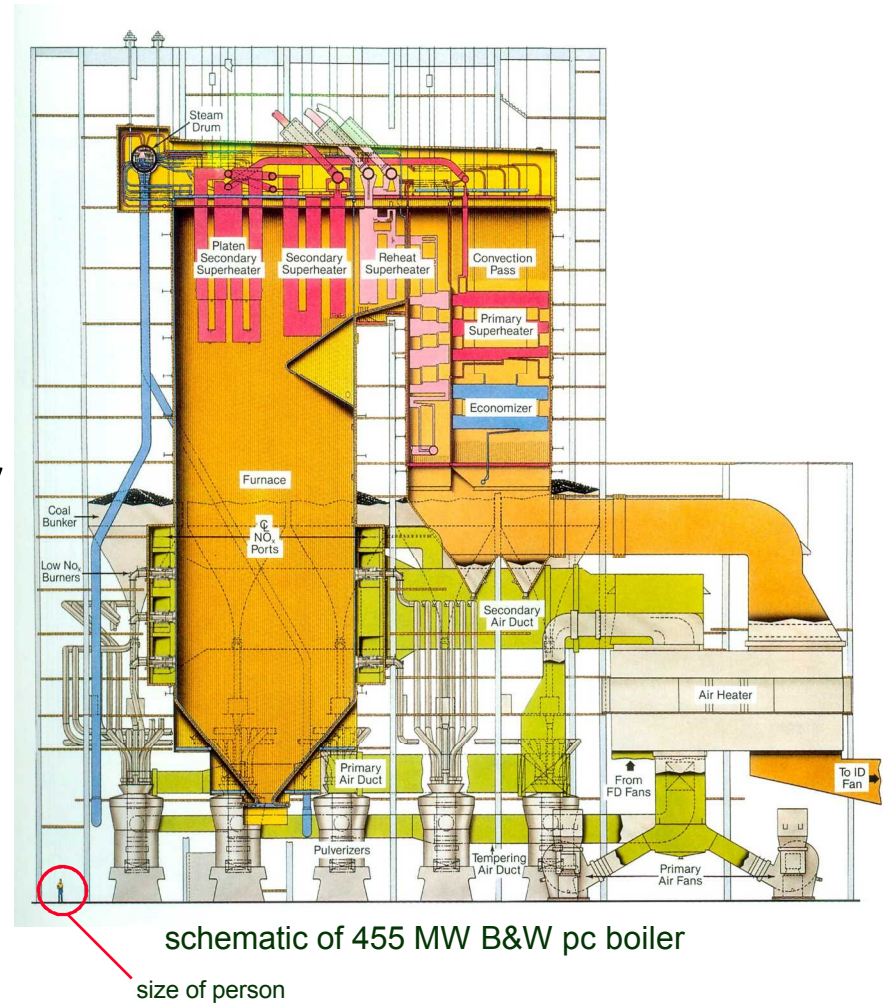 Steam
Drum
Platen
Secondary
Superheater
Secondary
Superheater
Reheat
Superheater
Convection
Pass
Primary
Superheater
Economizer
Furnace
Coal
Bunker
℄
NOx
Ports
Low Nox
Burners
Secondary
Air Duct
Air Heater
Primary
Air Duct
From
FD Fans
To ID
Fan
Pulverizers
Tempering
Air Duct
Primary
Air Fans
schematic of 455 MW B&W pc boiler
size of person